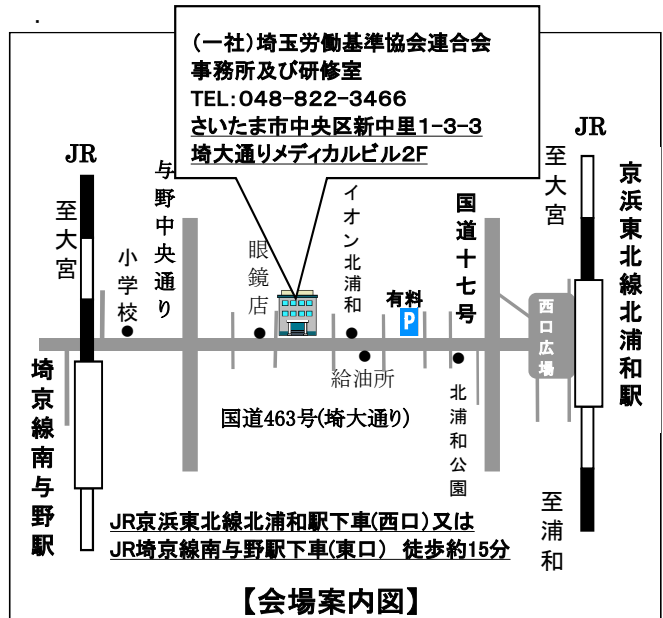 (一社)埼玉労働基準協会連合会
事務所及び研修室
TEL:048-822-3466
さいたま市中央区新中里1-3-3
埼大通りメディカルビル2F
JR
至大宮
小学校
与野中央通り
眼鏡店
イオン北浦和
有料
P
国道十七号
JR
至大宮
京浜東北線北浦和駅
西口広場
埼京線南与野駅
給油所
国道463号(埼大通り)
北浦和公園
至浦和
JR京浜東北線北浦和駅下車(西口)又は
JR埼京線南与野駅下車(東口) 徒歩約15分
【会場案内図】